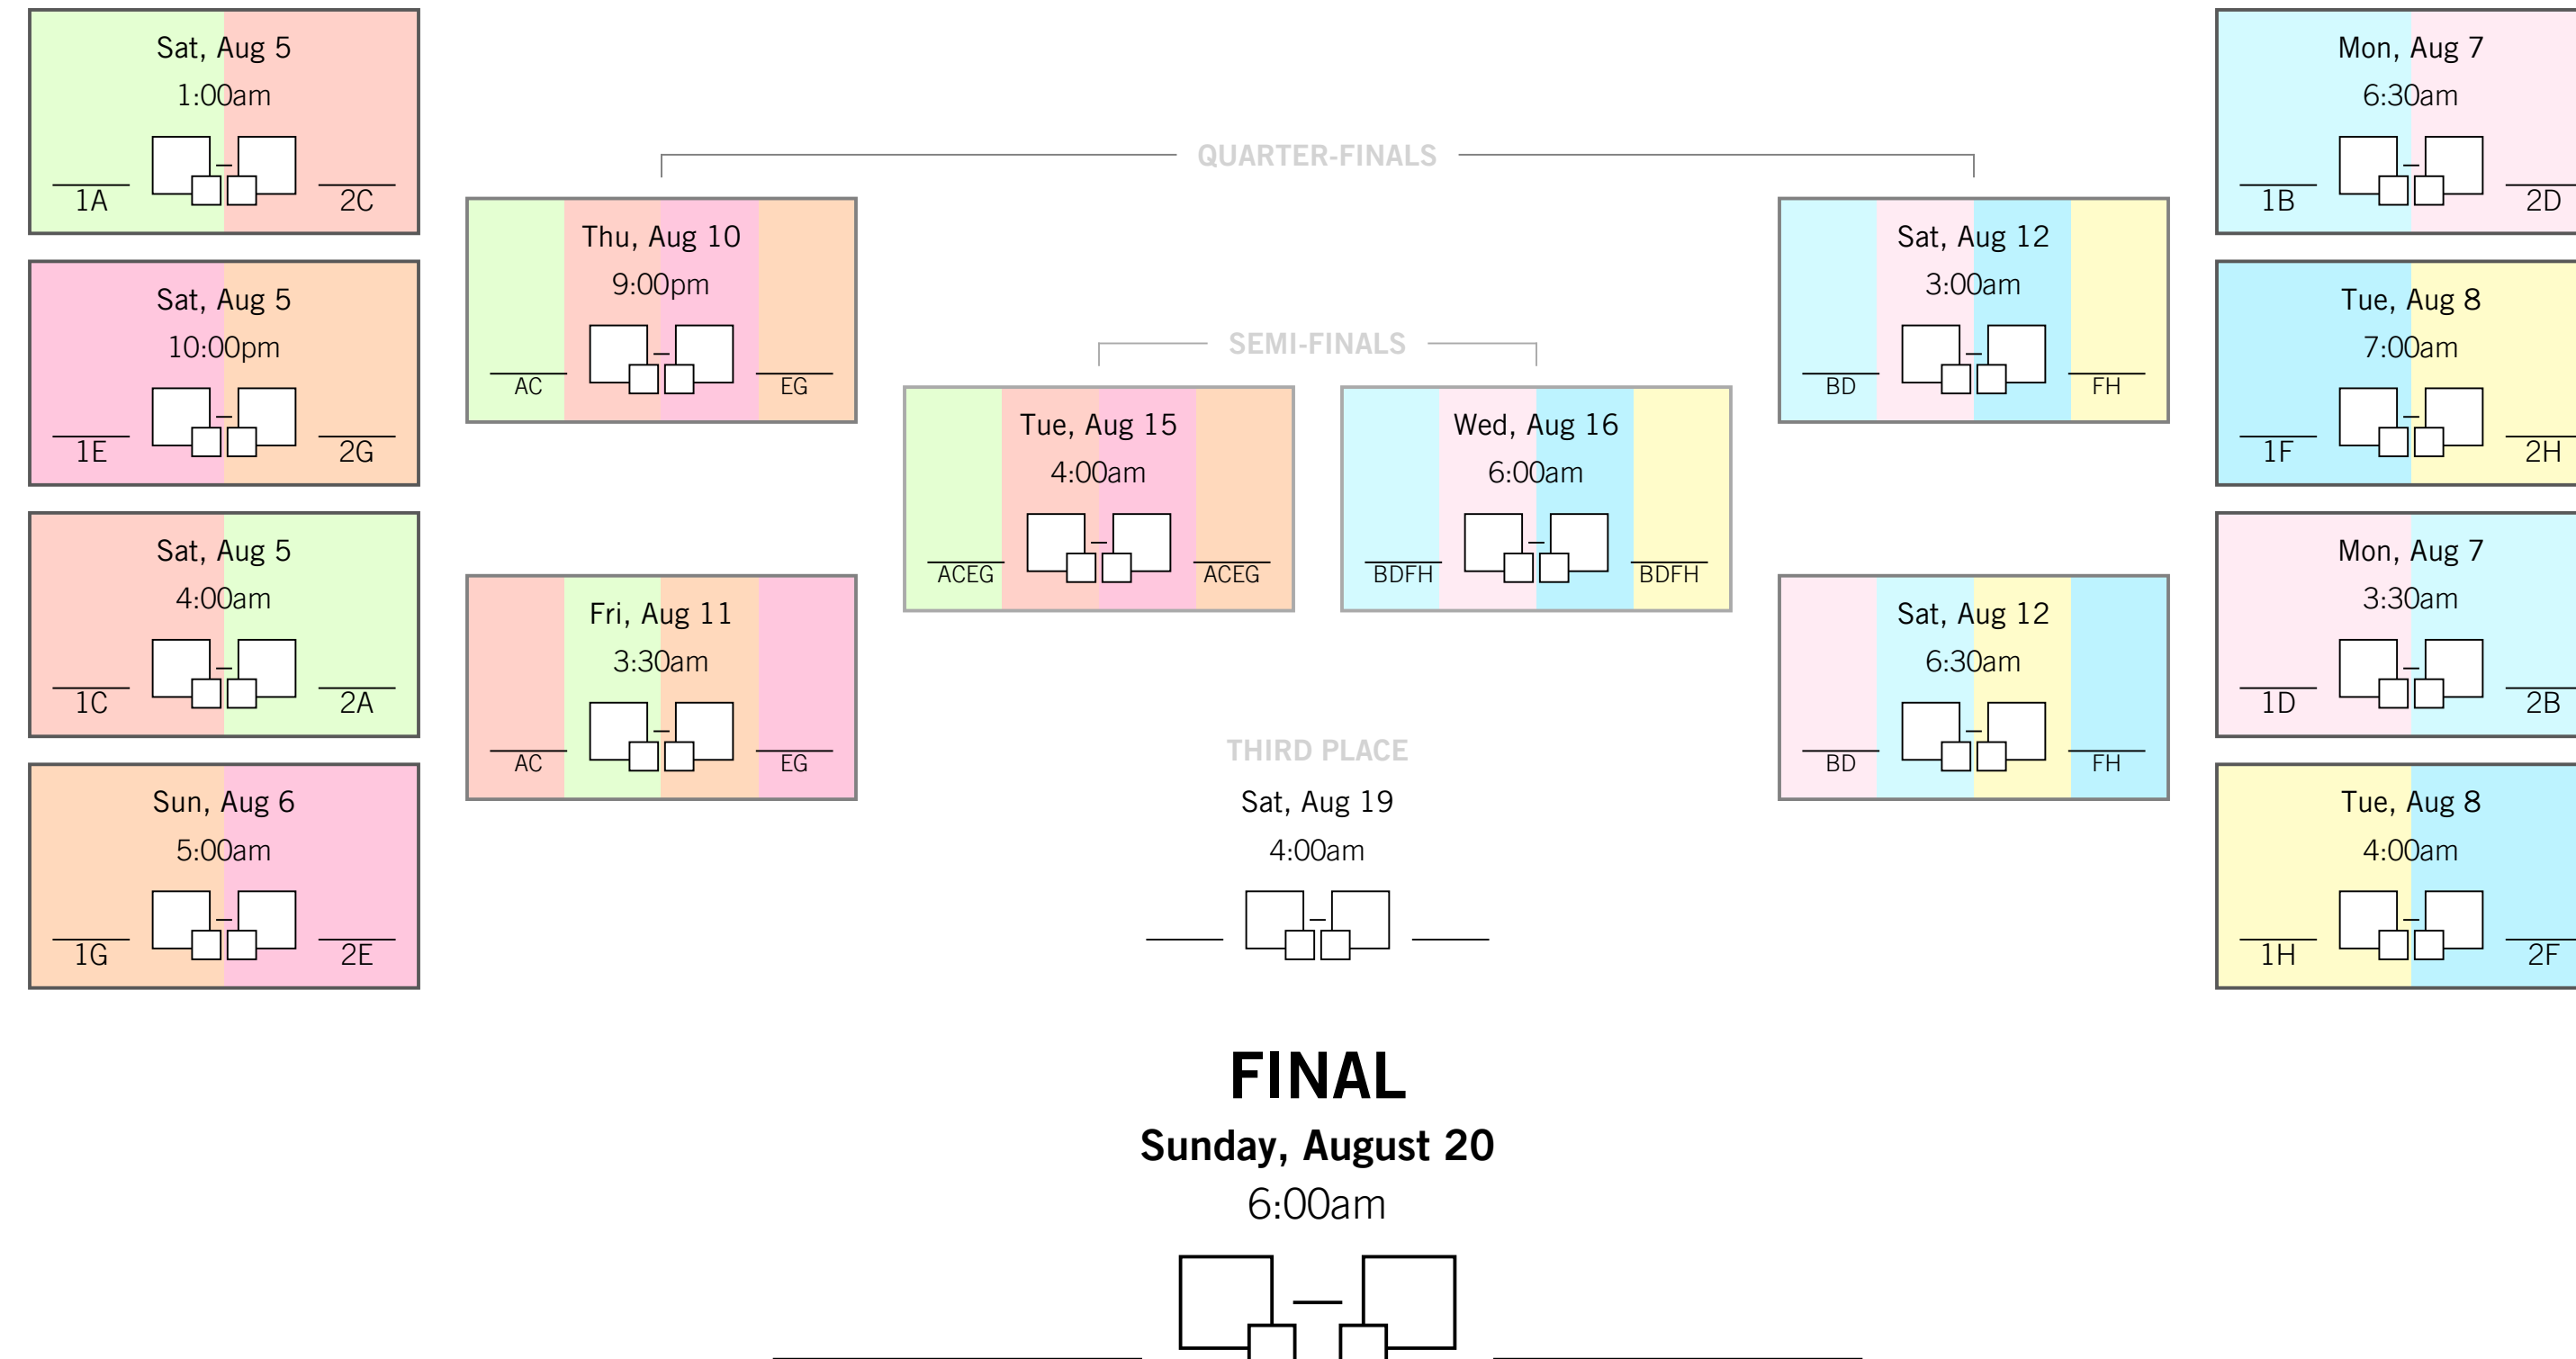 Sat, Aug 5
1:00am
1A
2C
Sat, Aug 5
10:00pm
1E
2G
Sat, Aug 5
4:00am
1C
2A
Sun, Aug 6
5:00am
1G
2E
QUARTER-FINALS
Thu, Aug 10
9:00pm
AC
EG
Fri, Aug 11
3:30am
AC
EG
SEMI-FINALS
Tue, Aug 15
4:00am
ACEG
ACEG
Wed, Aug 16
6:00am
BDFH
BDFH
Sat, Aug 12
3:00am
BD
FH
Sat, Aug 12
6:30am
BD
FH
Mon, Aug 7
6:30am
1B
2D
Tue, Aug 8
7:00am
1F
2H
Mon, Aug 7
3:30am
1D
2B
Tue, Aug 8
4:00am
1H
2F
THIRD PLACE
Sat, Aug 19
4:00am
FINAL
Sunday, August 20
6:00am